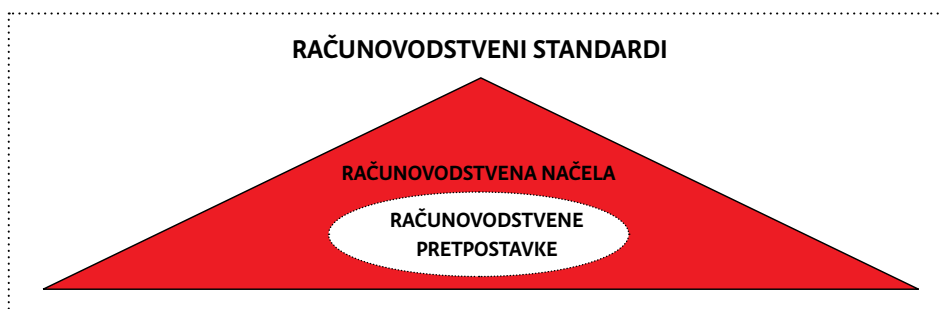 RAČUNOVODSTVENI STANDARDI
RAČUNOVODSTVENA NAČELA
RAČUNOVODSTVENE
PRETPOSTAVKE